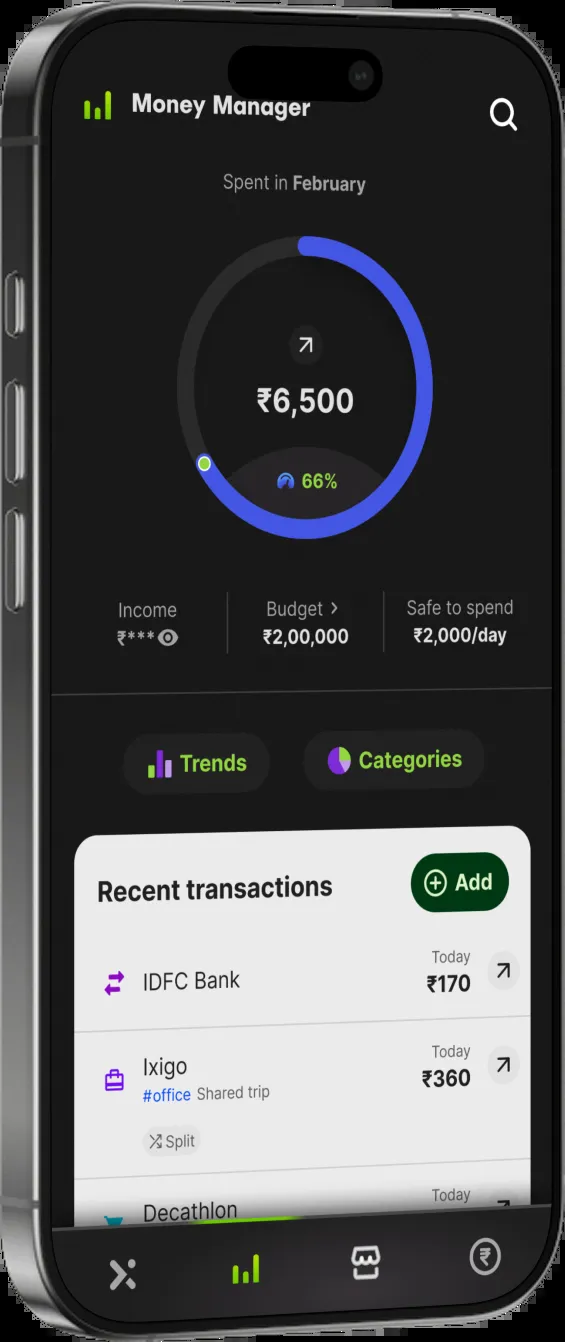 Money Manager
Spent in February
₹6,500
66%
Income
₹***
Budget >
₹2,00,000
Safe to spend
₹2,000/day
Trends
Categories
Recent transactions
Add
IDFC Bank
Today
₹170
Ixigo
#office Shared trip
Today
₹360
Split
Decathlon
Today